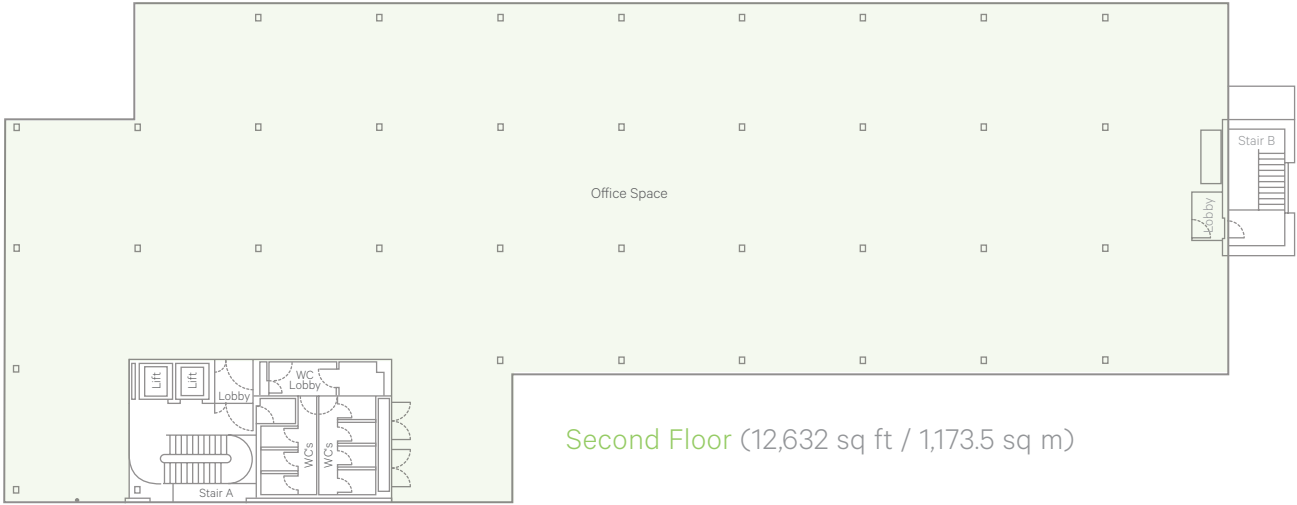 Office Space
Stair B
Lobby
Lift
Lift
Lobby
WC
Lobby
WCs
WCs
Stair A
Second Floor (12,632 sq ft / 1,173.5 sq m)